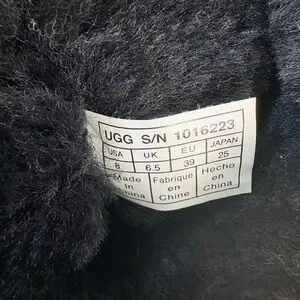 UGG S/N 1016223
USA UK EU JAPAN
8 6.5 39 25
Made Fabrique Hecho
in en en
China Chine China